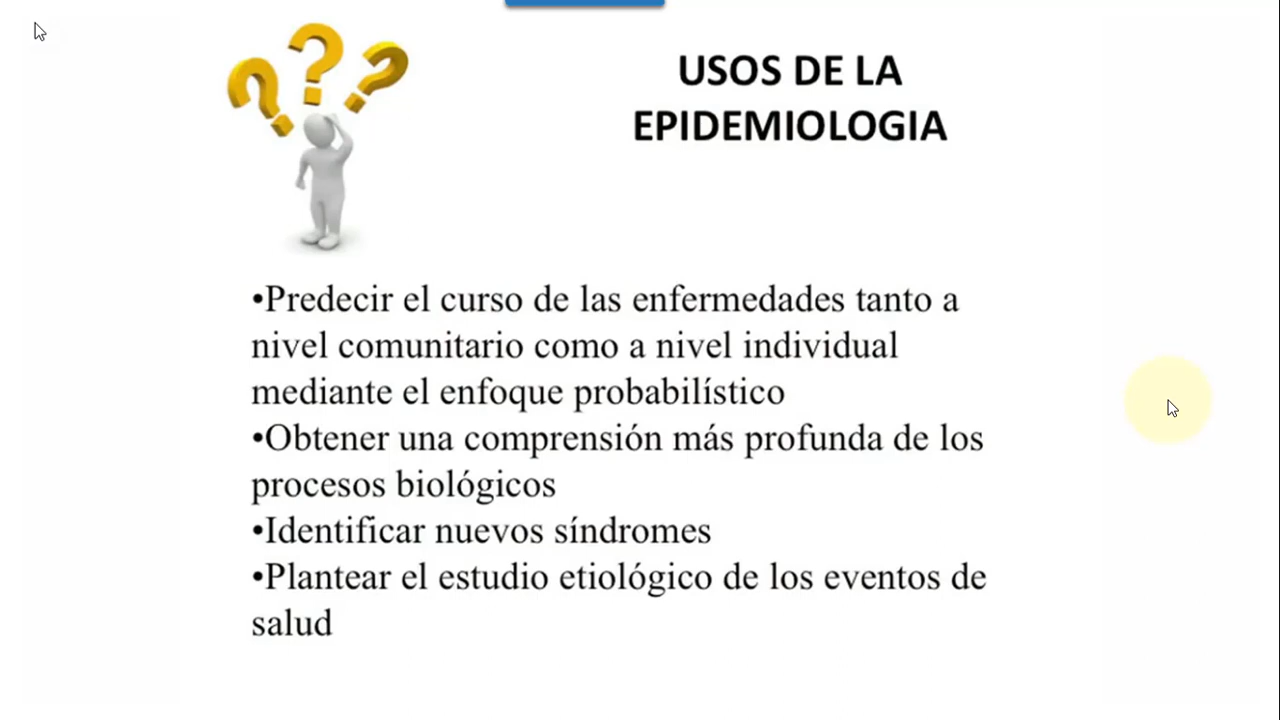 USOS DE LA
EPIDEMIOLOGIA
•Predecir el curso de las enfermedades tanto a
nivel comunitario como a nivel individual
mediante el enfoque probabilístico
•Obtener una comprensión más profunda de los
procesos biológicos
•Identificar nuevos síndromes
•Plantear el estudio etiológico de los eventos de
salud